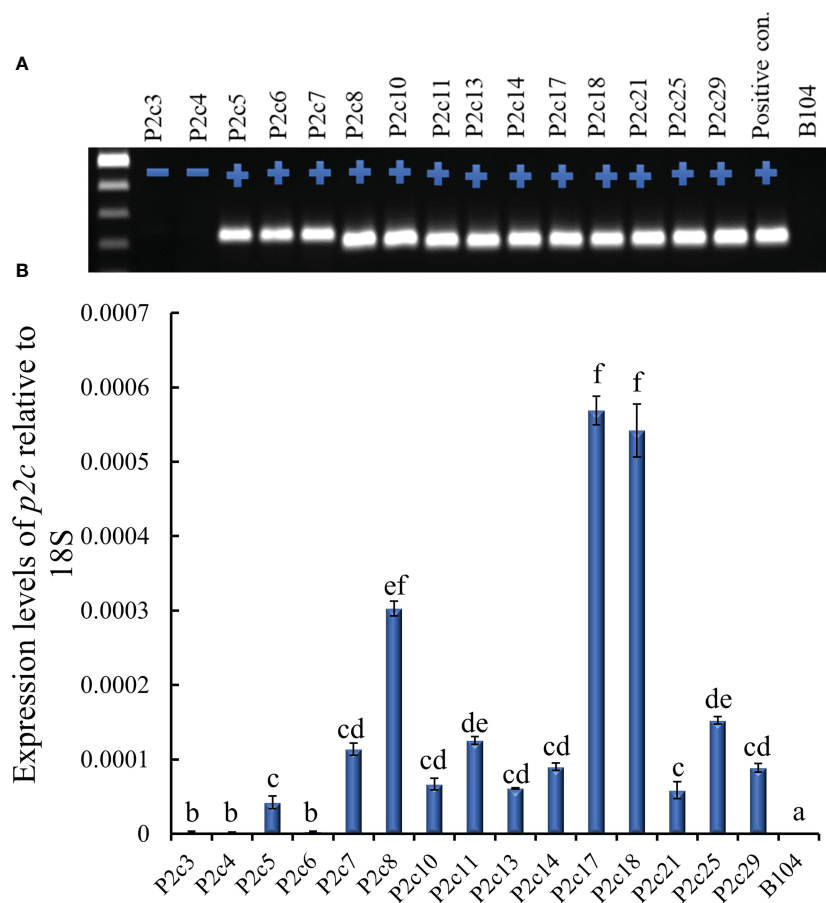 A
P2c3 P2c4 P2c5 P2c6 P2c7 P2c8 P2c10 P2c11 P2c13 P2c14 P2c17 P2c18 P2c21 P2c25 P2c29 Positive con. B104
− − + + + + + + + + + + + + + +
B
Expression levels of p2c relative to
18S
0.0007
0.0006
0.0005
0.0004
0.0003
0.0002
0.0001
0
b b c b cd ef cd de cd cd f f c de cd a
P2c3 P2c4 P2c5 P2c6 P2c7 P2c8 P2c10 P2c11 P2c13 P2c14 P2c17 P2c18 P2c21 P2c25 P2c29 B104